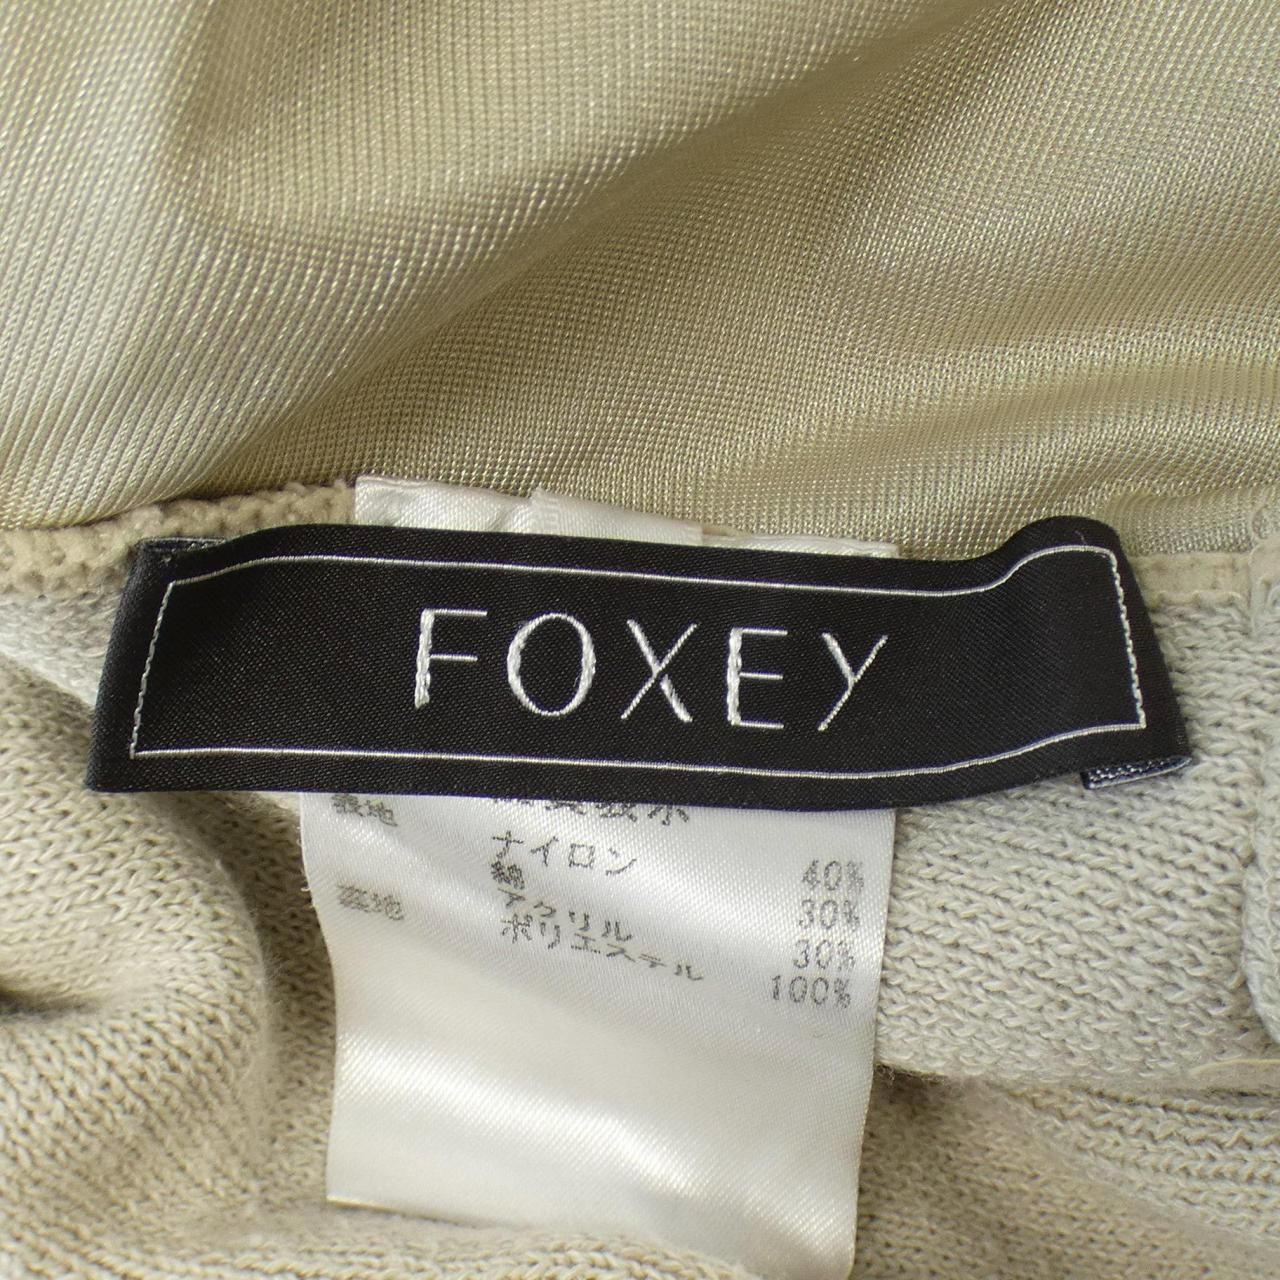 FOXEY
表地
ナイロン 40%
綿 30%
アクリル 30%
裏地 ポリエステル 100%